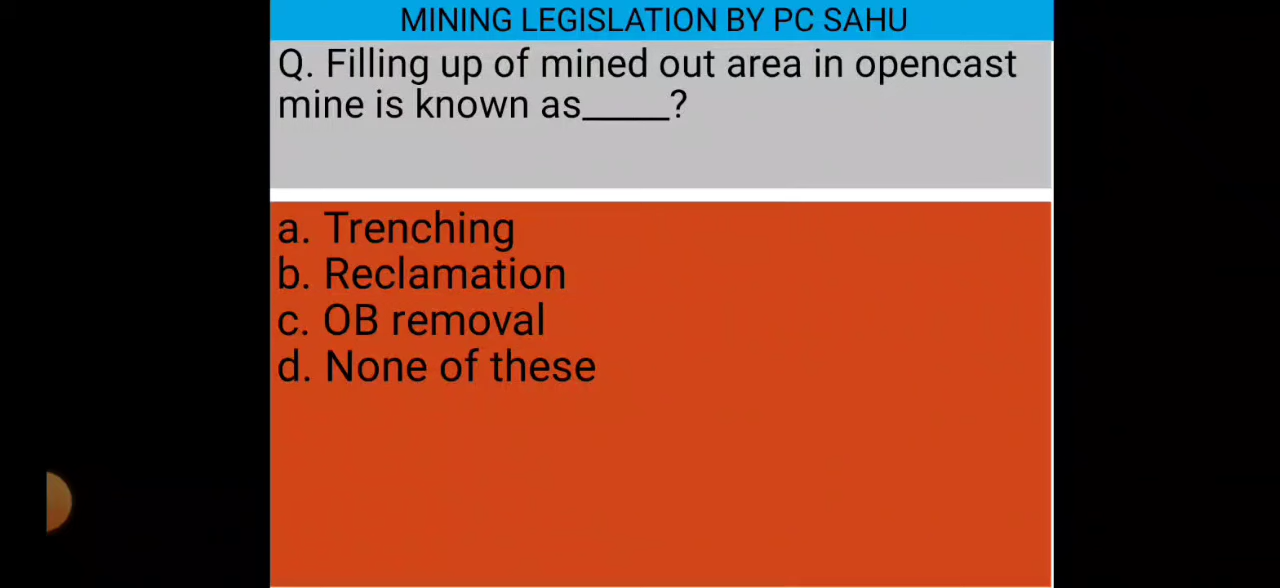 MINING LEGISLATION BY PC SAHU
Q. Filling up of mined out area in opencast
mine is known as_____?
a. Trenching
b. Reclamation
c. OB removal
d. None of these